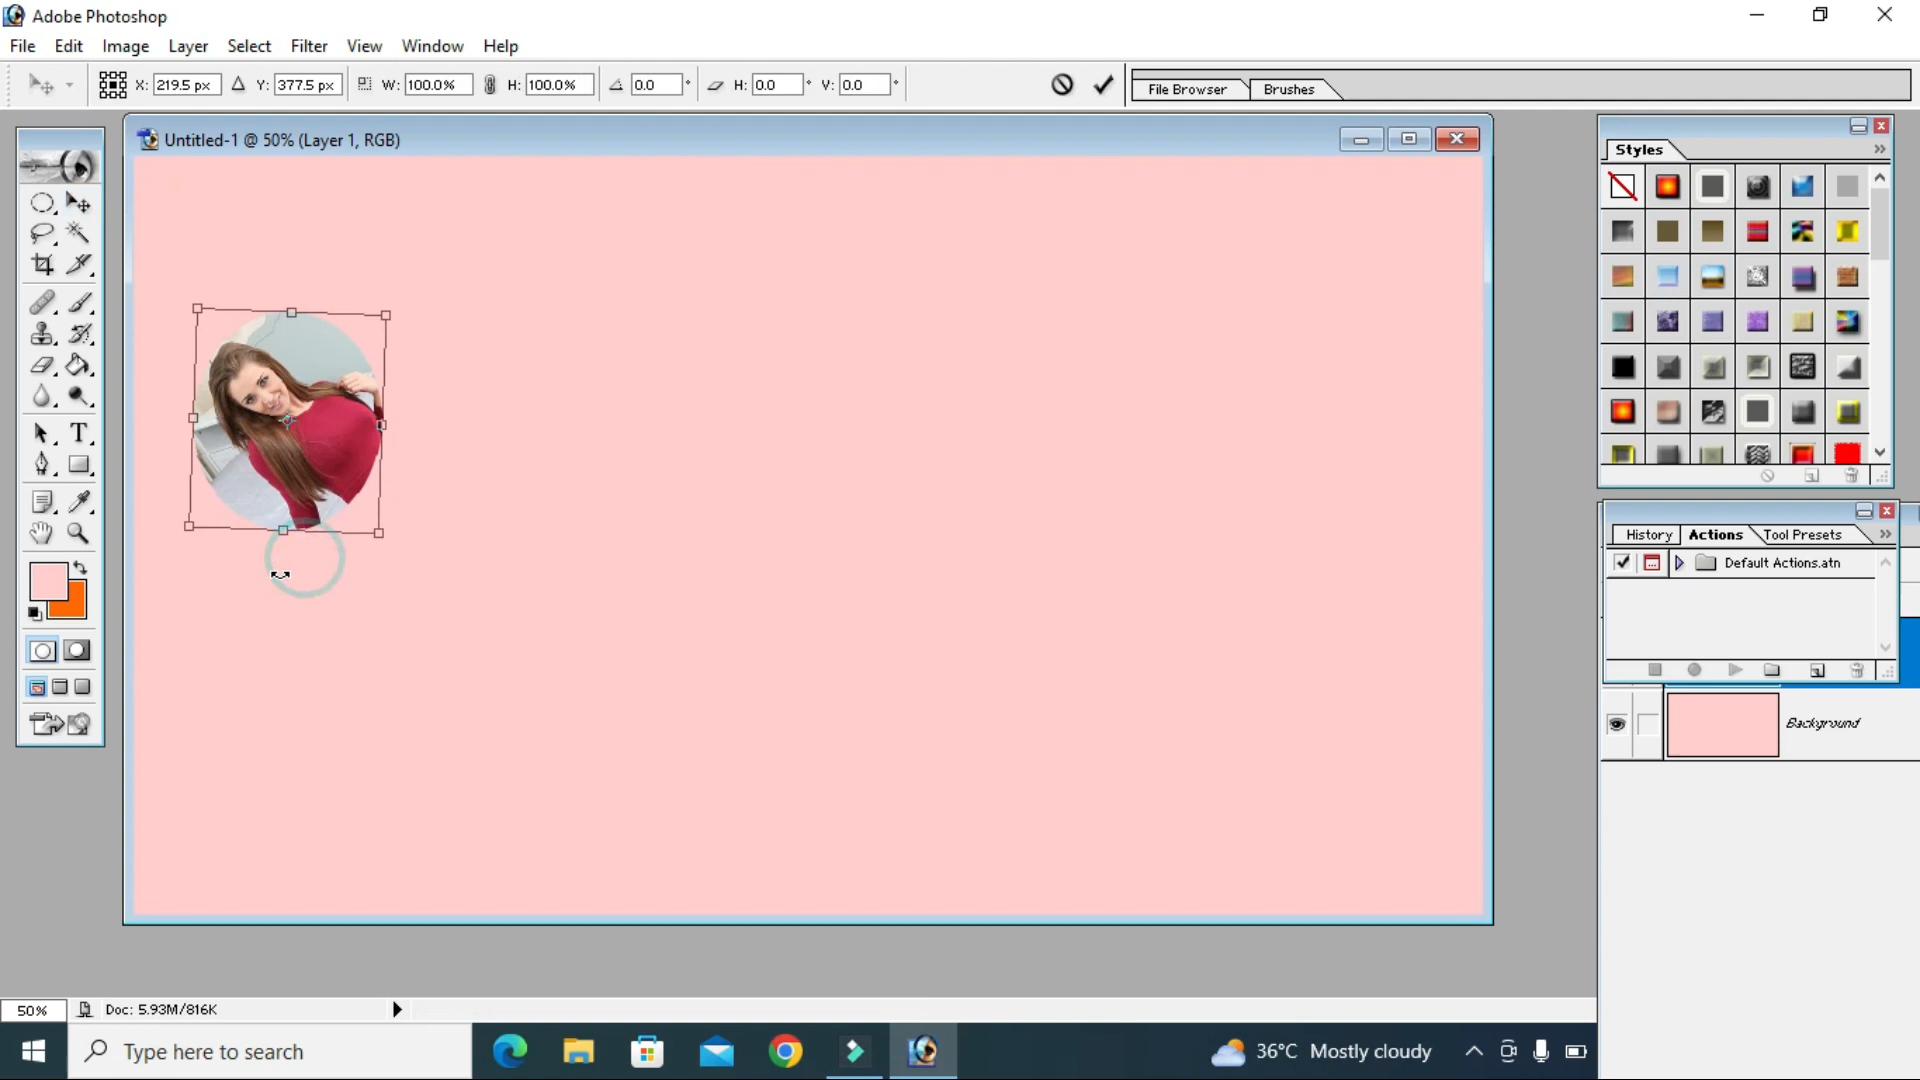 Adobe Photoshop
File Edit Image Layer Select Filter View Window Help
X: 219.5 px Y: 377.5 px W: 100.0% H: 100.0% 0.0 ° H: 0.0 ° V: 0.0 °
File Browser Brushes
Untitled-1 @ 50% (Layer 1, RGB)
Styles
History Actions Tool Presets
Default Actions.atn
Background
50% Doc: 5.93M/816K
Type here to search
36°C Mostly cloudy